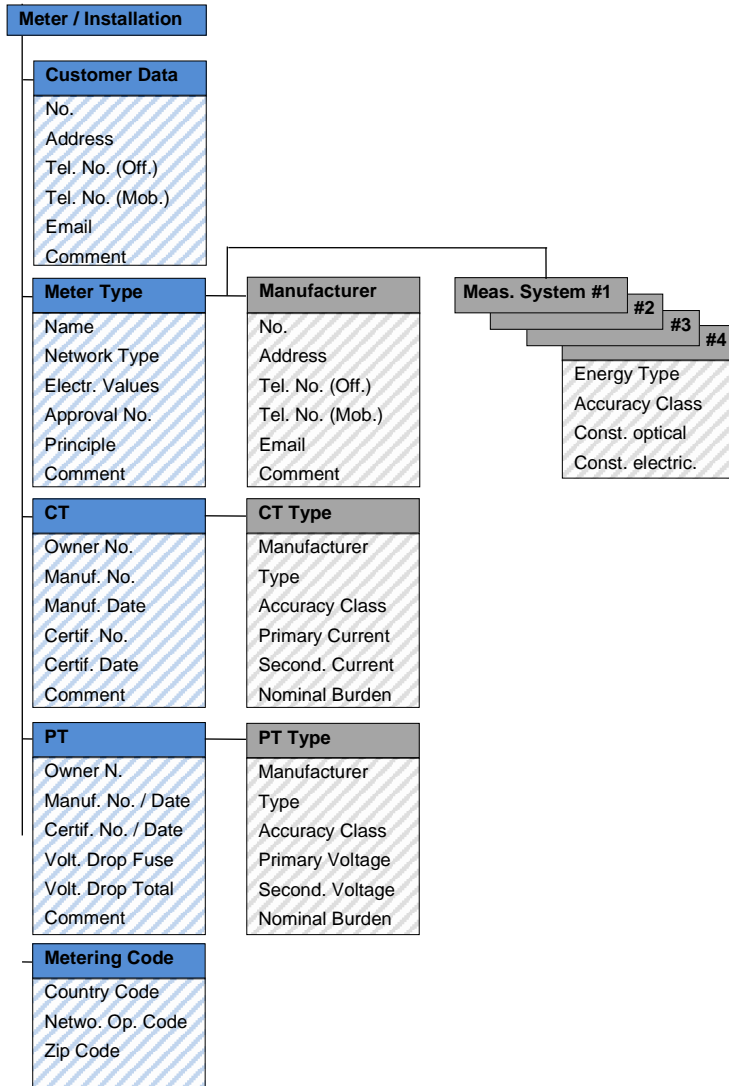 Meter / Installation
Customer Data
No.
Address
Tel. No. (Off.)
Tel. No. (Mob.)
Email
Comment
Meter Type
Name
Network Type
Electr. Values
Approval No.
Principle
Comment
Manufacturer
No.
Address
Tel. No. (Off.)
Tel. No. (Mob.)
Email
Comment
Meas. System #1
#2
#3
#4
Energy Type
Accuracy Class
Const. optical
Const. electric.
CT
Owner No.
Manuf. No.
Manuf. Date
Certif. No.
Certif. Date
Comment
CT Type
Manufacturer
Type
Accuracy Class
Primary Current
Second. Current
Nominal Burden
PT
Owner N.
Manuf. No. / Date
Certif. No. / Date
Volt. Drop Fuse
Volt. Drop Total
Comment
PT Type
Manufacturer
Type
Accuracy Class
Primary Voltage
Second. Voltage
Nominal Burden
Metering Code
Country Code
Netwo. Op. Code
Zip Code